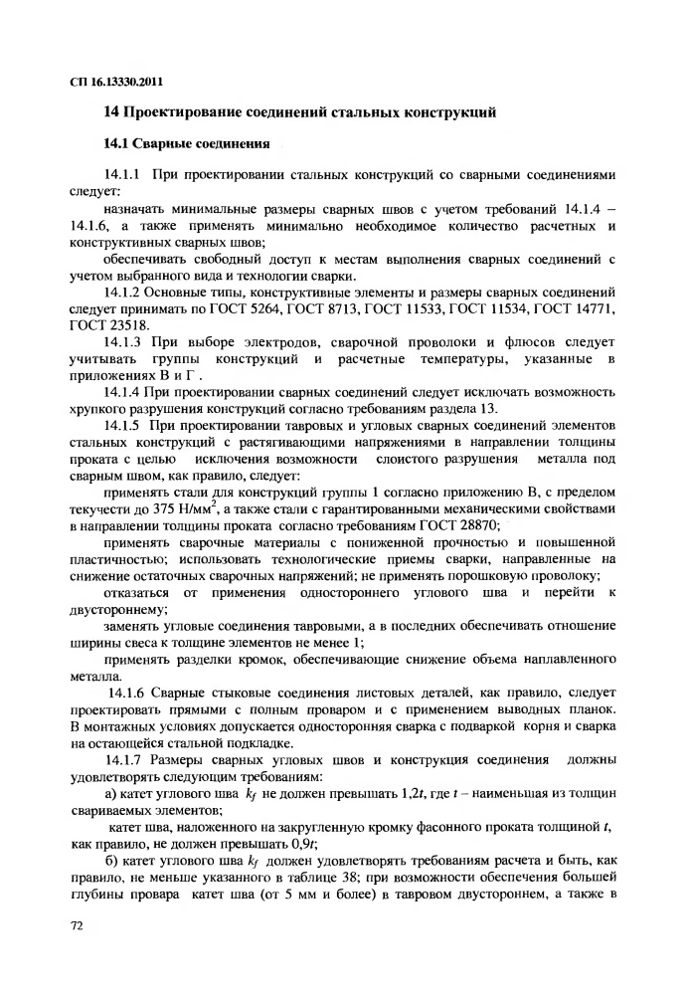 СП 16.13330.2011
14 Проектирование соединений стальных конструкций
14.1 Сварные соединения
14.1.1 При проектировании стальных конструкций со сварными соединениями
следует:
назначать минимальные размеры сварных швов с учетом требований 14.1.4 –
14.1.6, а также применять минимально необходимое количество расчетных и
конструктивных сварных швов;
обеспечивать свободный доступ к местам выполнения сварных соединений с
учетом выбранного вида и технологии сварки.
14.1.2 Основные типы, конструктивные элементы и размеры сварных соединений
следует принимать по ГОСТ 5264, ГОСТ 8713, ГОСТ 11533, ГОСТ 11534, ГОСТ 14771,
ГОСТ 23518.
14.1.3 При выборе электродов, сварочной проволоки и флюсов следует
учитывать группы конструкций и расчетные температуры, указанные в
приложениях В и Г .
14.1.4 При проектировании сварных соединений следует исключать возможность
хрупкого разрушения конструкций согласно требованиям раздела 13.
14.1.5 При проектировании тавровых и угловых сварных соединений элементов
стальных конструкций с растягивающими напряжениями в направлении толщины
проката с целью исключения возможности слоистого разрушения металла под
сварным швом, как правило, следует:
применять стали для конструкций группы 1 согласно приложению В, с пределом
текучести до 375 Н/мм², а также стали с гарантированными механическими свойствами
в направлении толщины проката согласно требованиям ГОСТ 28870;
применять сварочные материалы с пониженной прочностью и повышенной
пластичностью; использовать технологические приемы сварки, направленные на
снижение остаточных сварочных напряжений; не применять порошковую проволоку;
отказаться от применения одностороннего углового шва и перейти к
двустороннему;
заменять угловые соединения тавровыми, а в последних обеспечивать отношение
ширины свеса к толщине элементов не менее 1;
применять разделки кромок, обеспечивающие снижение объема наплавленного
металла.
14.1.6 Сварные стыковые соединения листовых деталей, как правило, следует
проектировать прямыми с полным проваром и с применением выводных планок.
В монтажных условиях допускается односторонняя сварка с подваркой корня и сварка
на остающейся стальной подкладке.
14.1.7 Размеры сварных угловых швов и конструкция соединения должны
удовлетворять следующим требованиям:
а) катет углового шва kf не должен превышать 1,2t, где t – наименьшая из толщин
свариваемых элементов;
катет шва, наложенного на закругленную кромку фасонного проката толщиной t,
как правило, не должен превышать 0,9t;
б) катет углового шва kf должен удовлетворять требованиям расчета и быть, как
правило, не меньше указанного в таблице 38; при возможности обеспечения большей
глубины провара катет шва (от 5 мм и более) в тавровом двустороннем, а также в
72